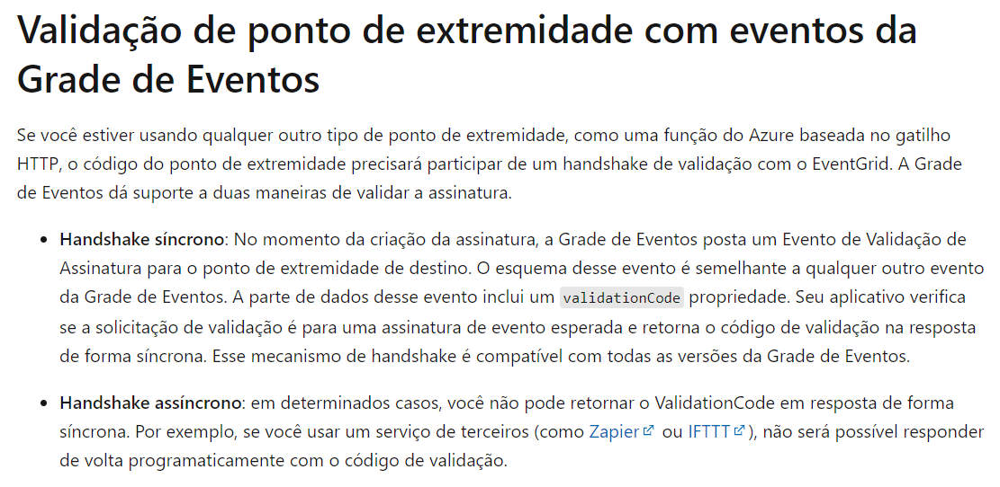 Validação de ponto de extremidade com eventos da
Grade de Eventos
Se você estiver usando qualquer outro tipo de ponto de extremidade, como uma função do Azure baseada no gatilho
HTTP, o código do ponto de extremidade precisará participar de um handshake de validação com o EventGrid. A Grade
de Eventos dá suporte a duas maneiras de validar a assinatura.
• Handshake síncrono: No momento da criação da assinatura, a Grade de Eventos posta um Evento de Validação de
Assinatura para o ponto de extremidade de destino. O esquema desse evento é semelhante a qualquer outro evento
da Grade de Eventos. A parte de dados desse evento inclui um validationCode propriedade. Seu aplicativo verifica
se a solicitação de validação é para uma assinatura de evento esperada e retorna o código de validação na resposta
de forma síncrona. Esse mecanismo de handshake é compatível com todas as versões da Grade de Eventos.
• Handshake assíncrono: em determinados casos, você não pode retornar o ValidationCode em resposta de forma
síncrona. Por exemplo, se você usar um serviço de terceiros (como Zapier ou IFTTT), não será possível responder
de volta programaticamente com o código de validação.